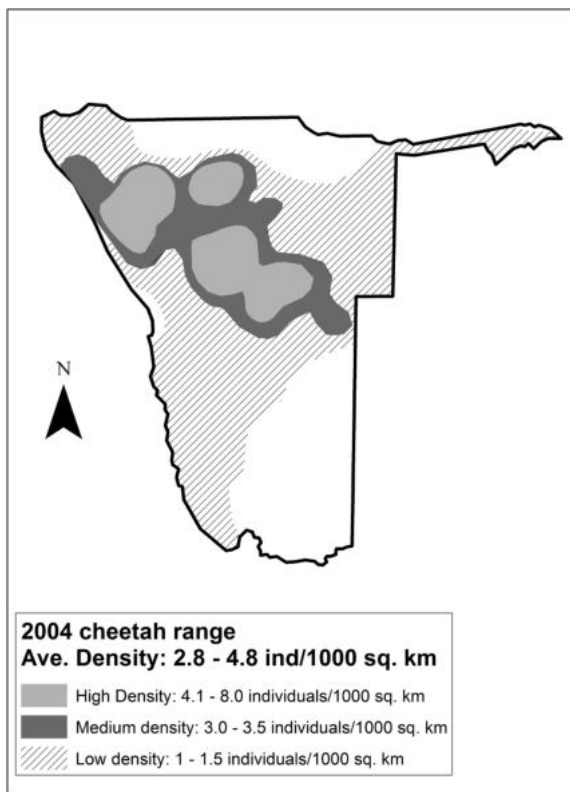 N
2004 cheetah range
Ave. Density: 2.8 - 4.8 ind/1000 sq. km
High Density: 4.1 - 8.0 individuals/1000 sq. km
Medium density: 3.0 - 3.5 individuals/1000 sq. km
Low density: 1 - 1.5 individuals/1000 sq. km